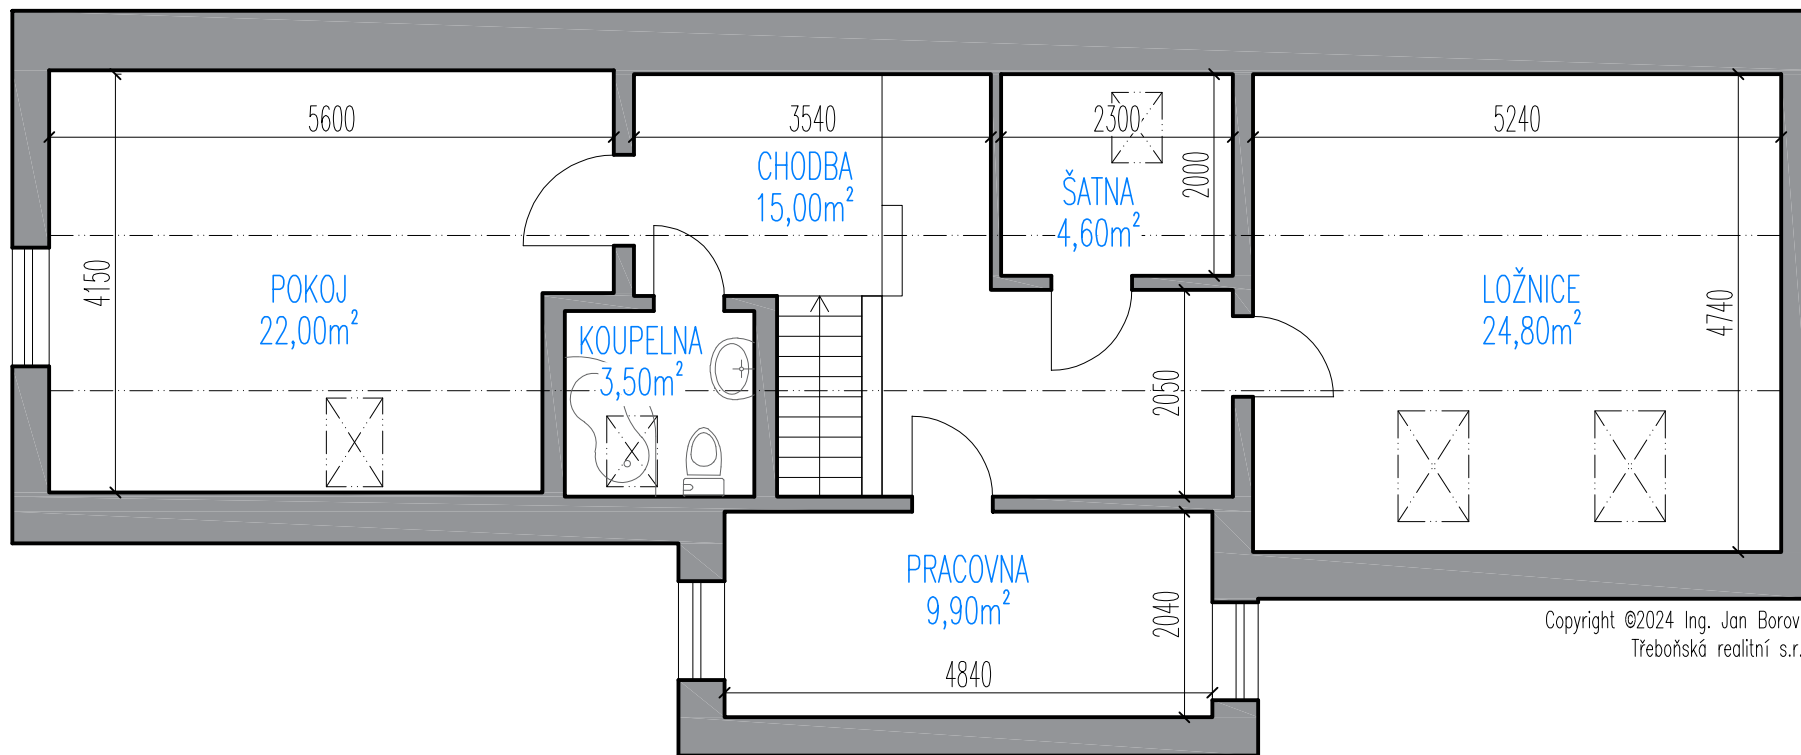 5600
3540
2300
5240
CHODBA
15,00m²
2000
ŠATNA
4,60m²
4150
POKOJ
22,00m²
LOŽNICE
24,80m²
4740
KOUPELNA
3,50m²
2050
PRACOVNA
9,90m²
2040
4840
Copyright ©2024 Ing. Jan Borov
Třeboňská realitní s.r.